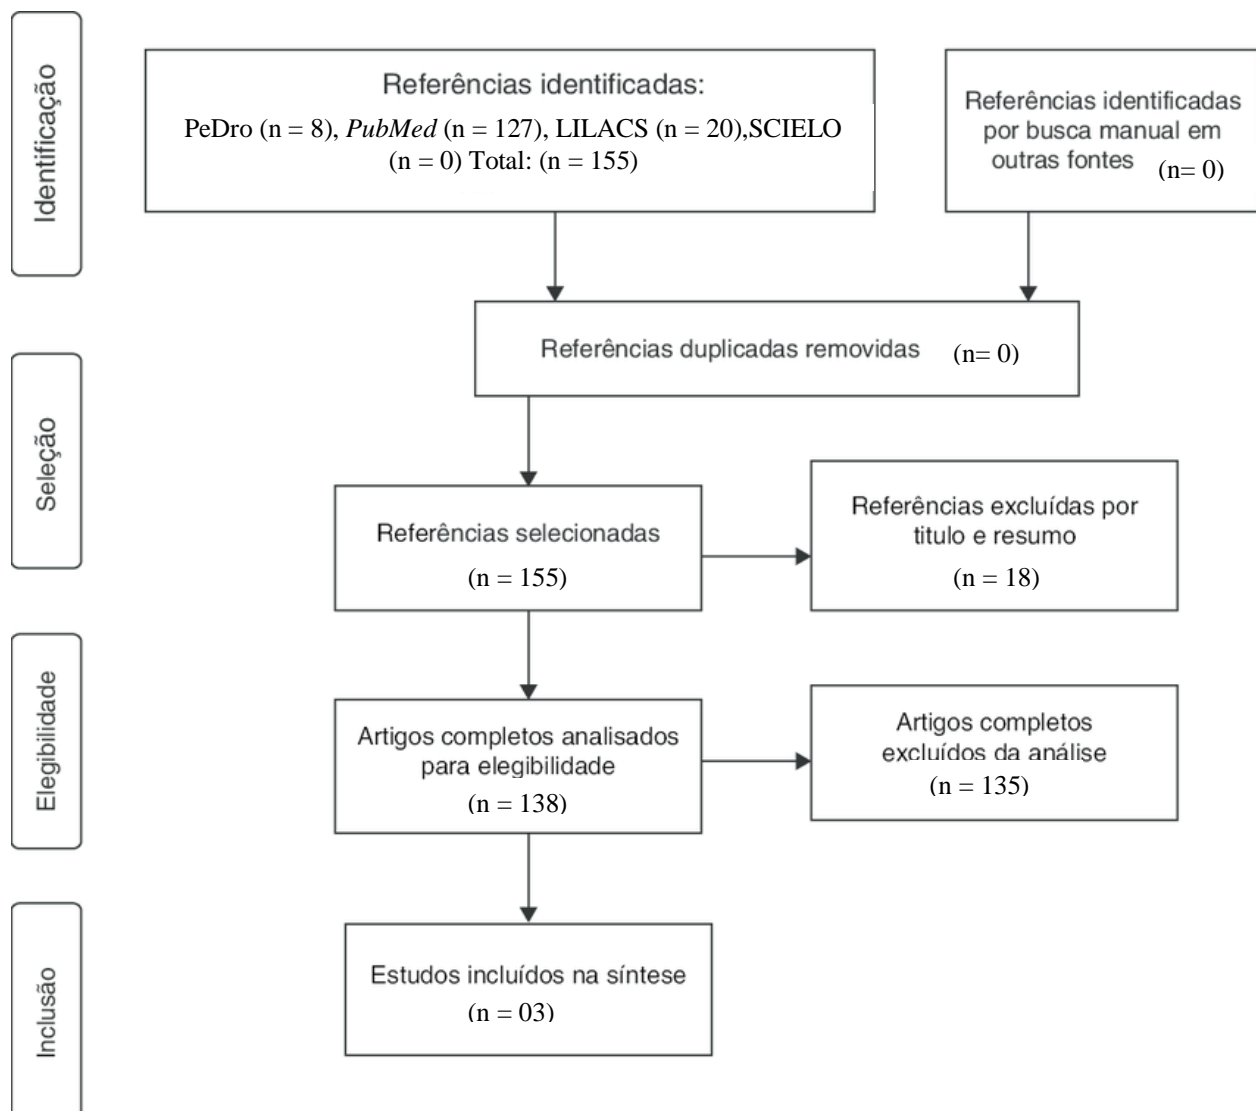 Identificação
Referências identificadas:
PeDro (n = 8), PubMed (n = 127), LILACS (n = 20),SCIELO
(n = 0) Total: (n = 155)
Referências identificadas
por busca manual em
outras fontes (n= 0)
Referências duplicadas removidas (n= 0)
Seleção
Referências selecionadas
(n = 155)
Referências excluídas por
titulo e resumo
(n = 18)
Elegibilidade
Artigos completos analisados
para elegibilidade
(n = 138)
Artigos completos
excluídos da análise
(n = 135)
Inclusão
Estudos incluídos na síntese
(n = 03)